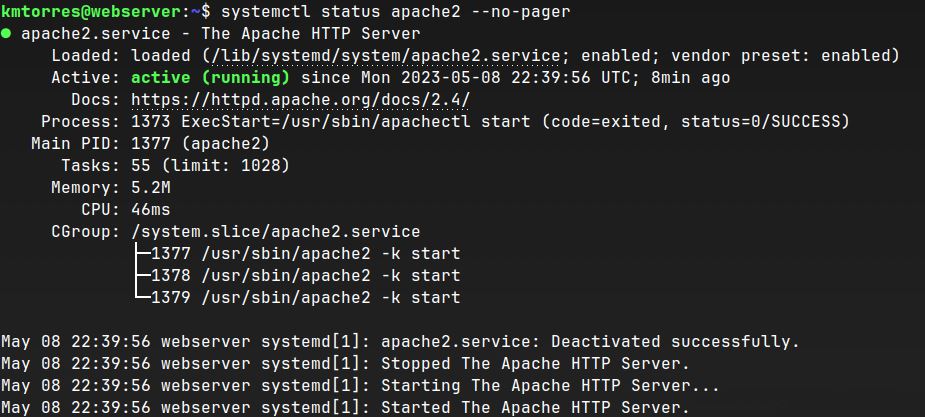 kmtorres@webserver:~$ systemctl status apache2 --no-pager
● apache2.service - The Apache HTTP Server
     Loaded: loaded (/lib/systemd/system/apache2.service; enabled; vendor preset: enabled)
     Active: active (running) since Mon 2023-05-08 22:39:56 UTC; 8min ago
       Docs: https://httpd.apache.org/docs/2.4/
    Process: 1373 ExecStart=/usr/sbin/apachectl start (code=exited, status=0/SUCCESS)
   Main PID: 1377 (apache2)
      Tasks: 55 (limit: 1028)
     Memory: 5.2M
        CPU: 46ms
     CGroup: /system.slice/apache2.service
             ├─1377 /usr/sbin/apache2 -k start
             ├─1378 /usr/sbin/apache2 -k start
             └─1379 /usr/sbin/apache2 -k start

May 08 22:39:56 webserver systemd[1]: apache2.service: Deactivated successfully.
May 08 22:39:56 webserver systemd[1]: Stopped The Apache HTTP Server.
May 08 22:39:56 webserver systemd[1]: Starting The Apache HTTP Server...
May 08 22:39:56 webserver systemd[1]: Started The Apache HTTP Server.